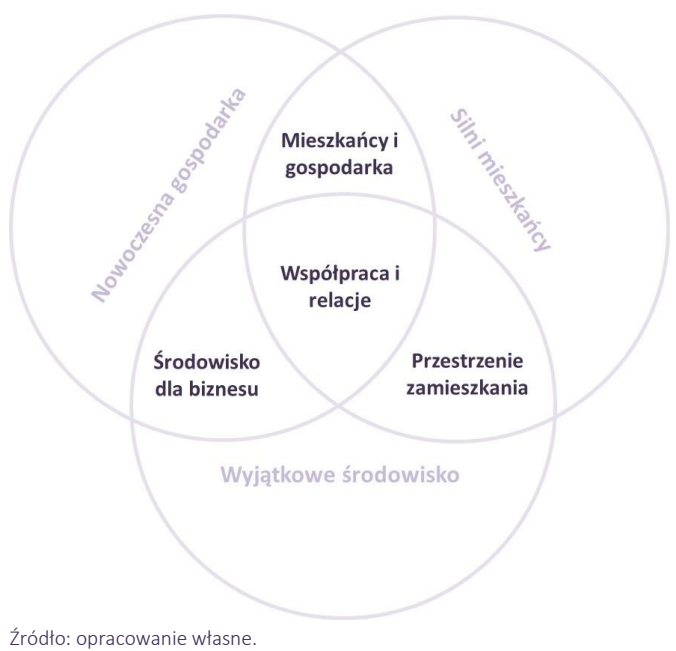 Nowoczesna gospodarka
Silni mieszkańcy
Mieszkańcy i
gospodarka
Współpraca i
relacje
Środowisko
dla biznesu
Przestrzenie
zamieszkania
Wyjątkowe środowisko
Źródło: opracowanie własne.